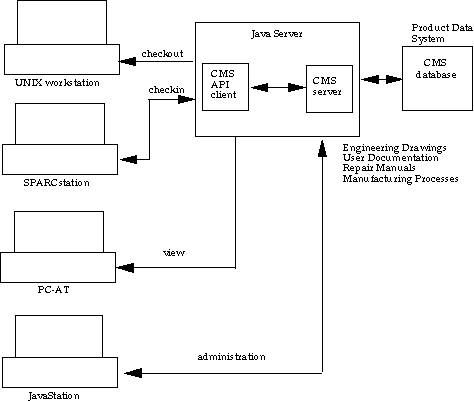 Java Server
Product Data
System
checkout
CMS
API
client
CMS
server
CMS
database
UNIX workstation
checkin
Engineering Drawings
User Documentation
Repair Manuals
Manufacturing Processes
SPARCstation
view
PC-AT
administration
JavaStation